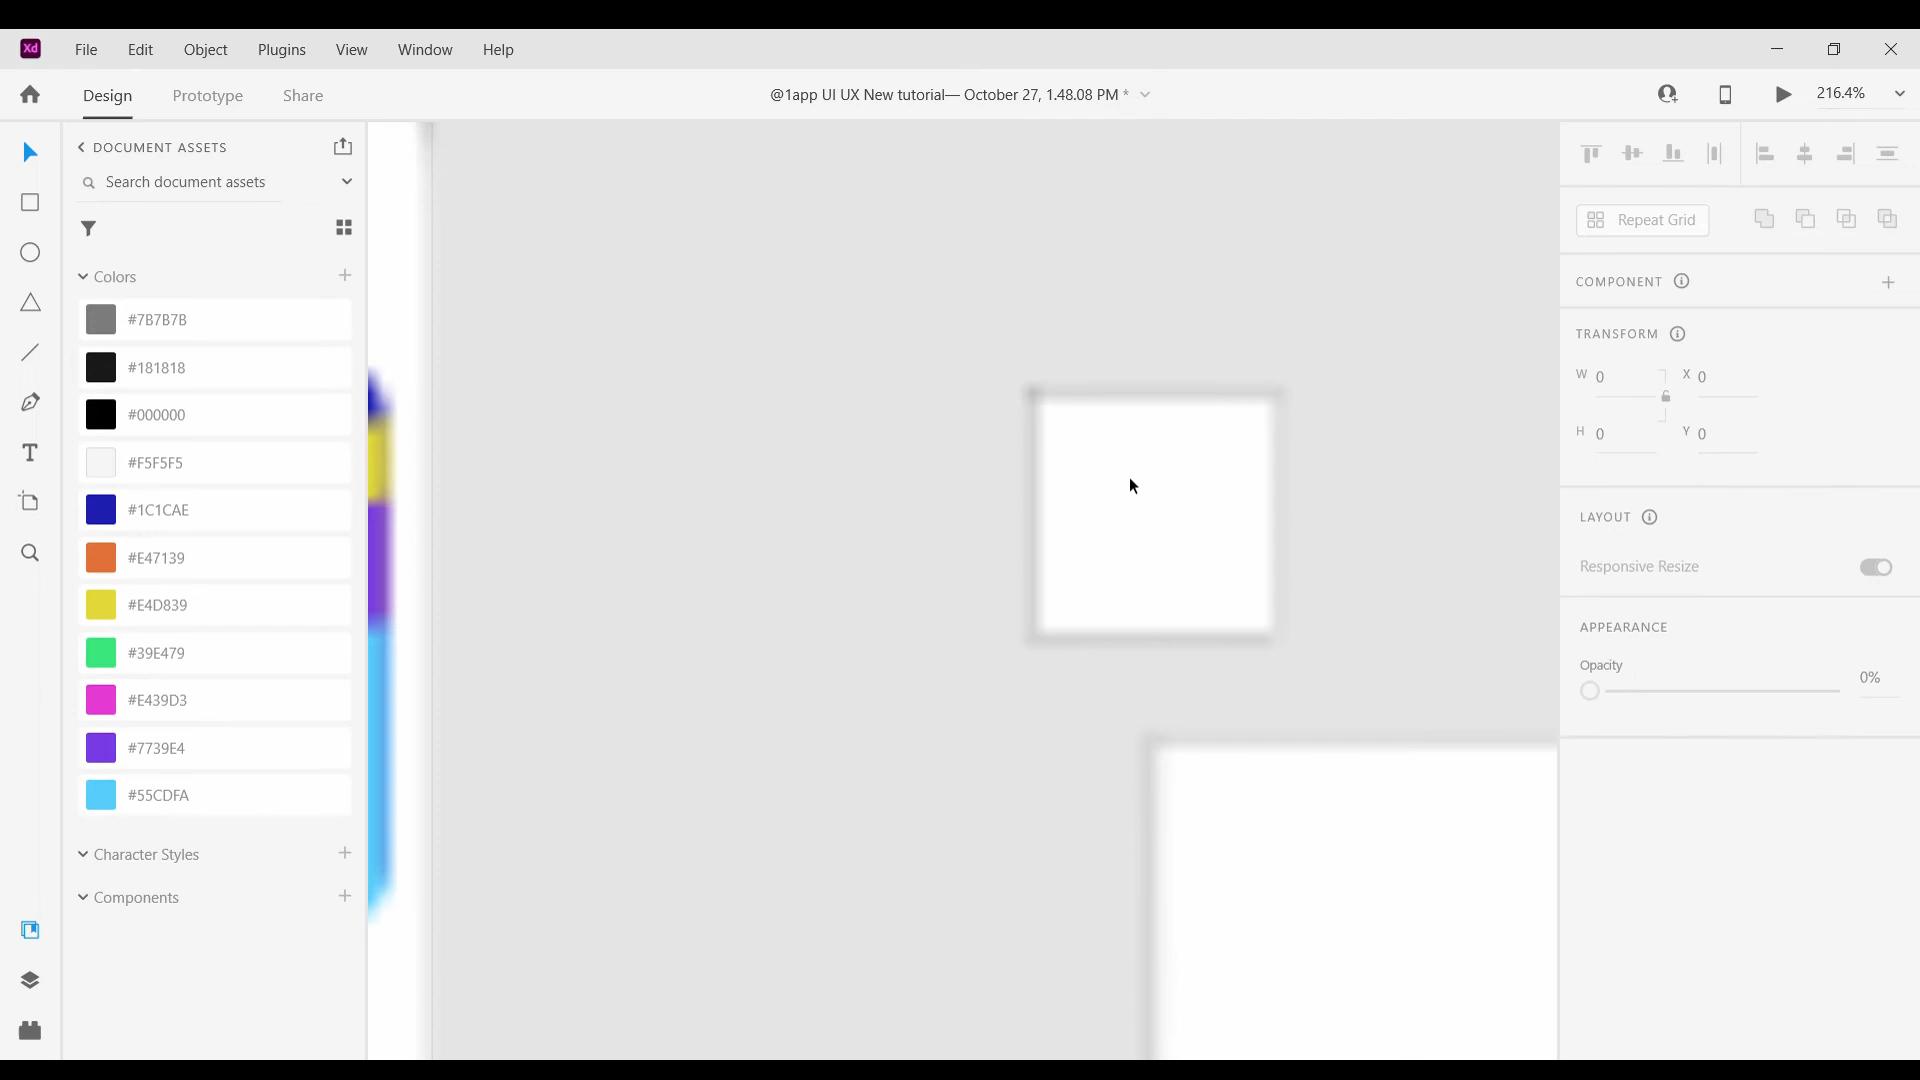 Xd File Edit Object Plugins View Window Help
Design Prototype Share @1app UI UX New tutorial— October 27, 1.48.08 PM * 216.4%
DOCUMENT ASSETS
Search document assets
Colors
#7B7B7B
#181818
#000000
#F5F5F5
#1C1CAE
#E47139
#E4D839
#39E479
#E439D3
#7739E4
#55CDFA
Character Styles
Components
Repeat Grid
COMPONENT
TRANSFORM
W 0 X 0
H 0 Y 0
LAYOUT
Responsive Resize
APPEARANCE
Opacity
0%